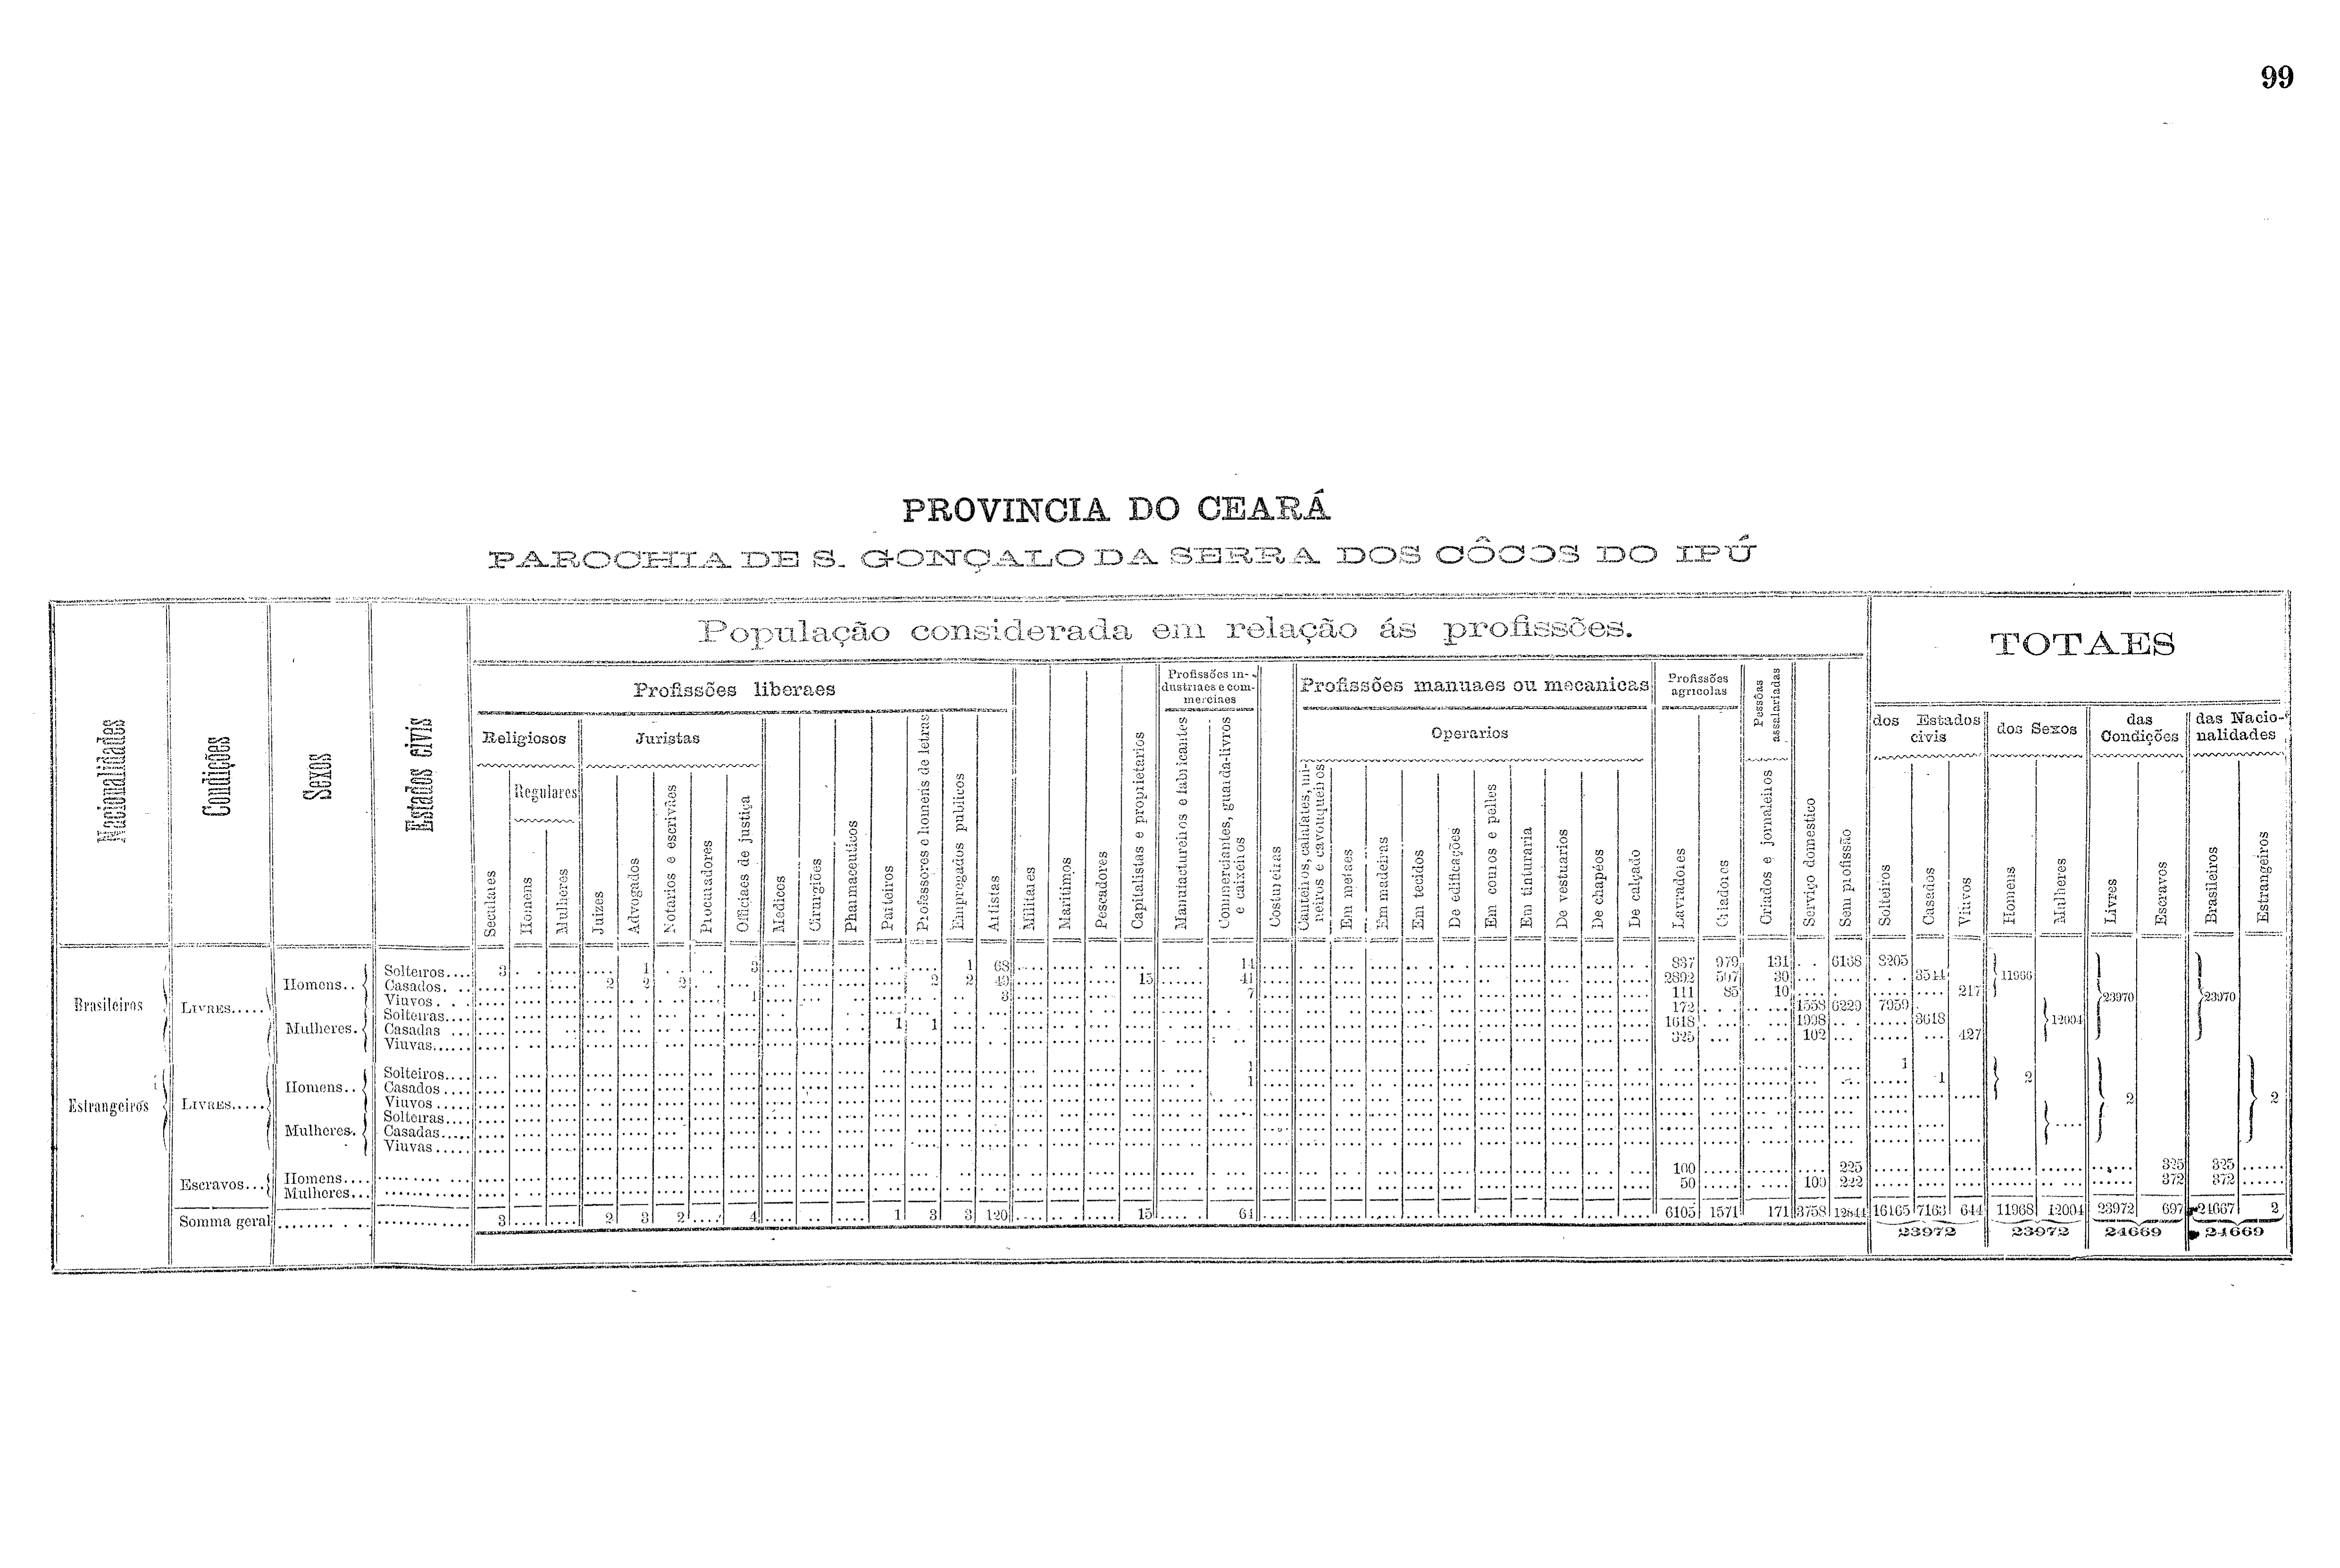 99
PROVINCIA DO CEARÁ
PAROCHIA DE S. GONÇALO DA SERRA DOS CÔCOS DO IPÚ
Nacionalidades
Condições
Sexos
Estados civis
População considerada em relação ás profissões.
TOTAES
Profissões liberaes
Profissões in-
dustriaes e com-
merciaes
Profissões manuaes ou mecanicas
Profissões
agricolas
Pessôas
assalariadas
dos Estados
civis
dos Sexos
das
Condições
das Nacio-
nalidades
Religiosos
Juristas
Operarios
Regulares
Seculares
Homens
Mulheres
Juizes
Advogados
Notarios e escrivães
Procuradores
Officiaes de justiça
Medicos
Cirurgiões
Pharmaceuticos
Parteiros
Professores e homens de letras
Empregados publicos
Artistas
Militares
Maritimos
Pescadores
Capitalistas e proprietarios
Manufactureiros e fabricantes
Commerciantes, guarda-livros
e caixeiros
Costureiras
Canteiros, calafates, mi-
neiros e cavouqueiros
Em metaes
Em madeiras
Em tecidos
De edificações
Em couros e pelles
Em tinturaria
De vestuarios
De chapéos
De calçado
Lavradores
Criadores
Criados e jornaleiros
Serviço domestico
Sem profissão
Solteiros
Casados
Viuvos
Homens
Mulheres
Livres
Escravos
Brasileiros
Estrangeiros
Brasileiros
LIVRES.....
Homens..
Solteiros.... 3 1 3 1 68 14 837 979 131 6168 8205
Casados. .. 2 2 2 2 2 49 15 41 2892 507 30 3544 11966
Viuvos. . .. 1 3 7 111 85 10 217
23970 23970
Mulheres.
Solteiras.... 172 1558 6229 7959
Casadas ... 1 1 1618 1998 3618 12004
Viuvas...... 325 102 427
Estrangeiros
LIVRES.....
Homens..
Solteiros.... 1 1
Casados .... 1 1 2
Viuvos .....
2 2
Mulheres.
Solteiras....
Casadas.....
Viuvas......
Escravos...
Homens.... 100 225 325 325
Mulheres... 50 100 222 372 372
Somma geral 3 2 3 2 4 1 3 3 120 15 64 6105 1571 171 3758 12844 16165 7163 644 11968 12004 23972 697 24667 2
23972 23972 24669 24669